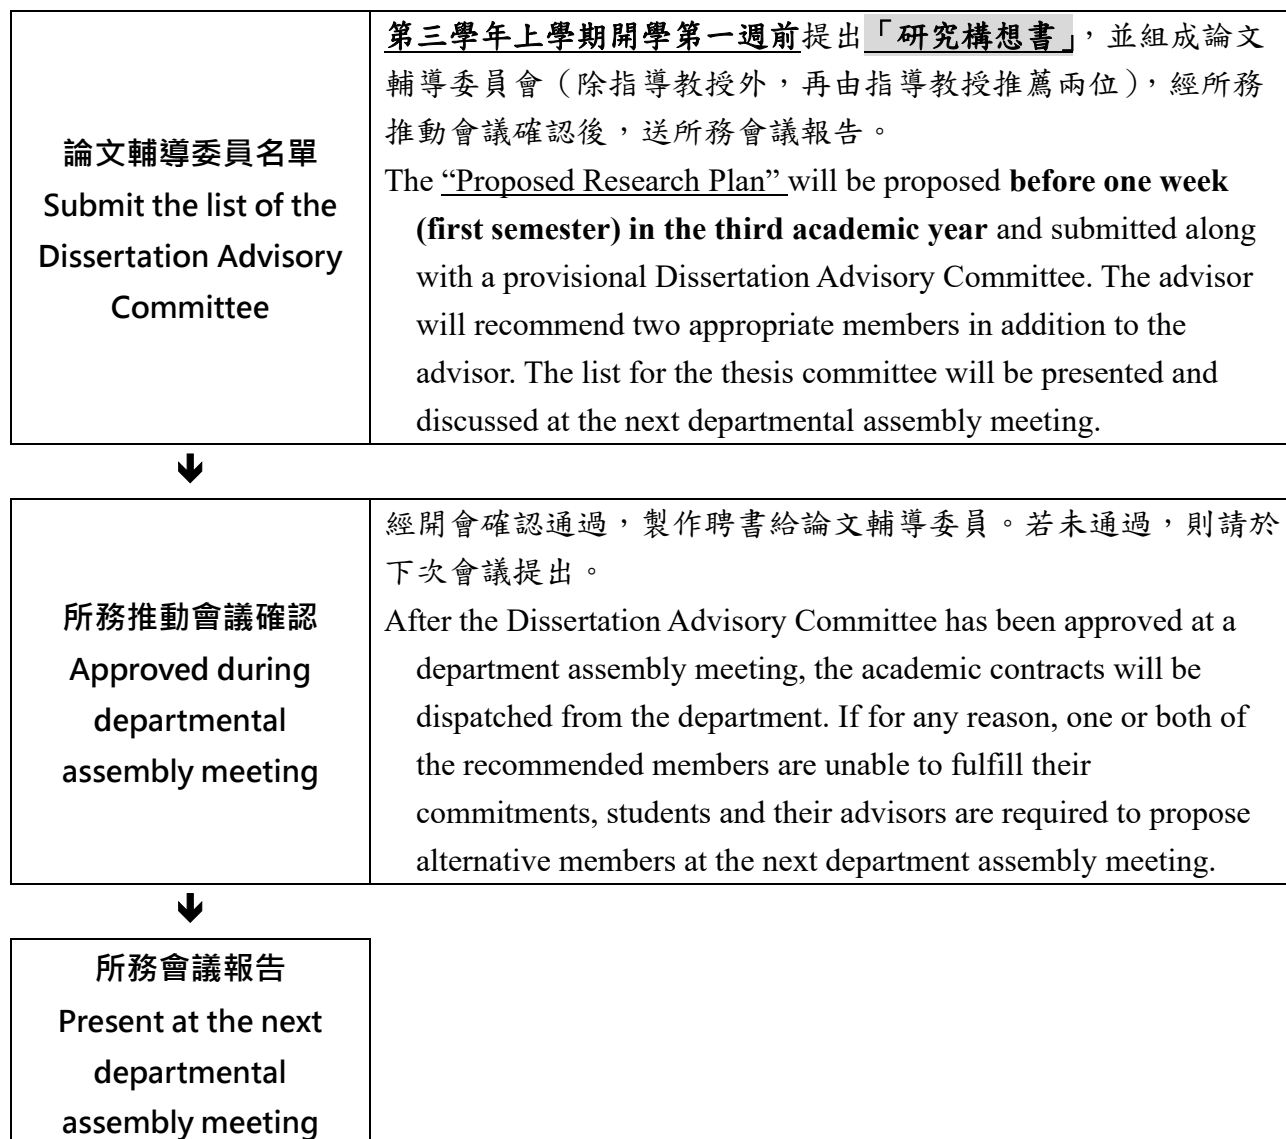 論文輔導委員名單
Submit the list of the
Dissertation Advisory
Committee
第三學年上學期開學第一週前提出「研究構想書」，並組成論文
輔導委員會（除指導教授外，再由指導教授推薦兩位），經所務
推動會議確認後，送所務會議報告。
The “Proposed Research Plan” will be proposed before one week
(first semester) in the third academic year and submitted along
with a provisional Dissertation Advisory Committee. The advisor
will recommend two appropriate members in addition to the
advisor. The list for the thesis committee will be presented and
discussed at the next departmental assembly meeting.
所務推動會議確認
Approved during
departmental
assembly meeting
經開會確認通過，製作聘書給論文輔導委員。若未通過，則請於
下次會議提出。
After the Dissertation Advisory Committee has been approved at a
department assembly meeting, the academic contracts will be
dispatched from the department. If for any reason, one or both of
the recommended members are unable to fulfill their
commitments, students and their advisors are required to propose
alternative members at the next department assembly meeting.
所務會議報告
Present at the next
departmental
assembly meeting